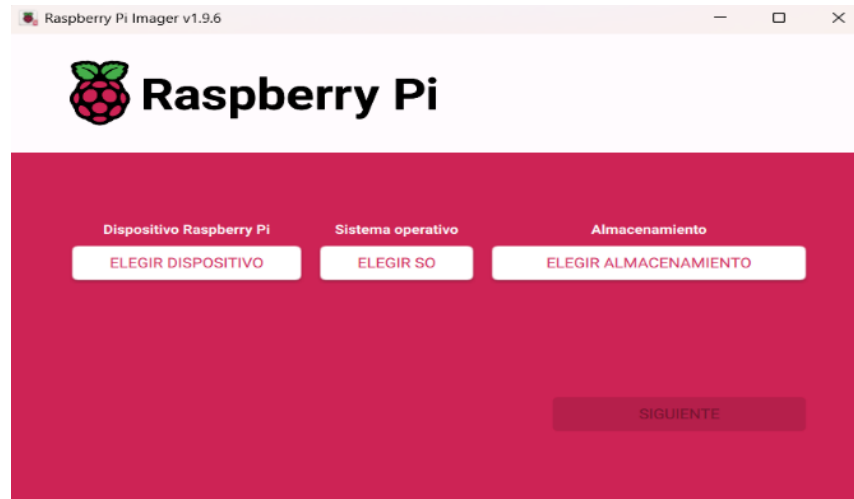 Raspberry Pi Imager v1.9.6
Raspberry Pi
Dispositivo Raspberry Pi
Sistema operativo
Almacenamiento
ELEGIR DISPOSITIVO
ELEGIR SO
ELEGIR ALMACENAMIENTO
SIGUIENTE